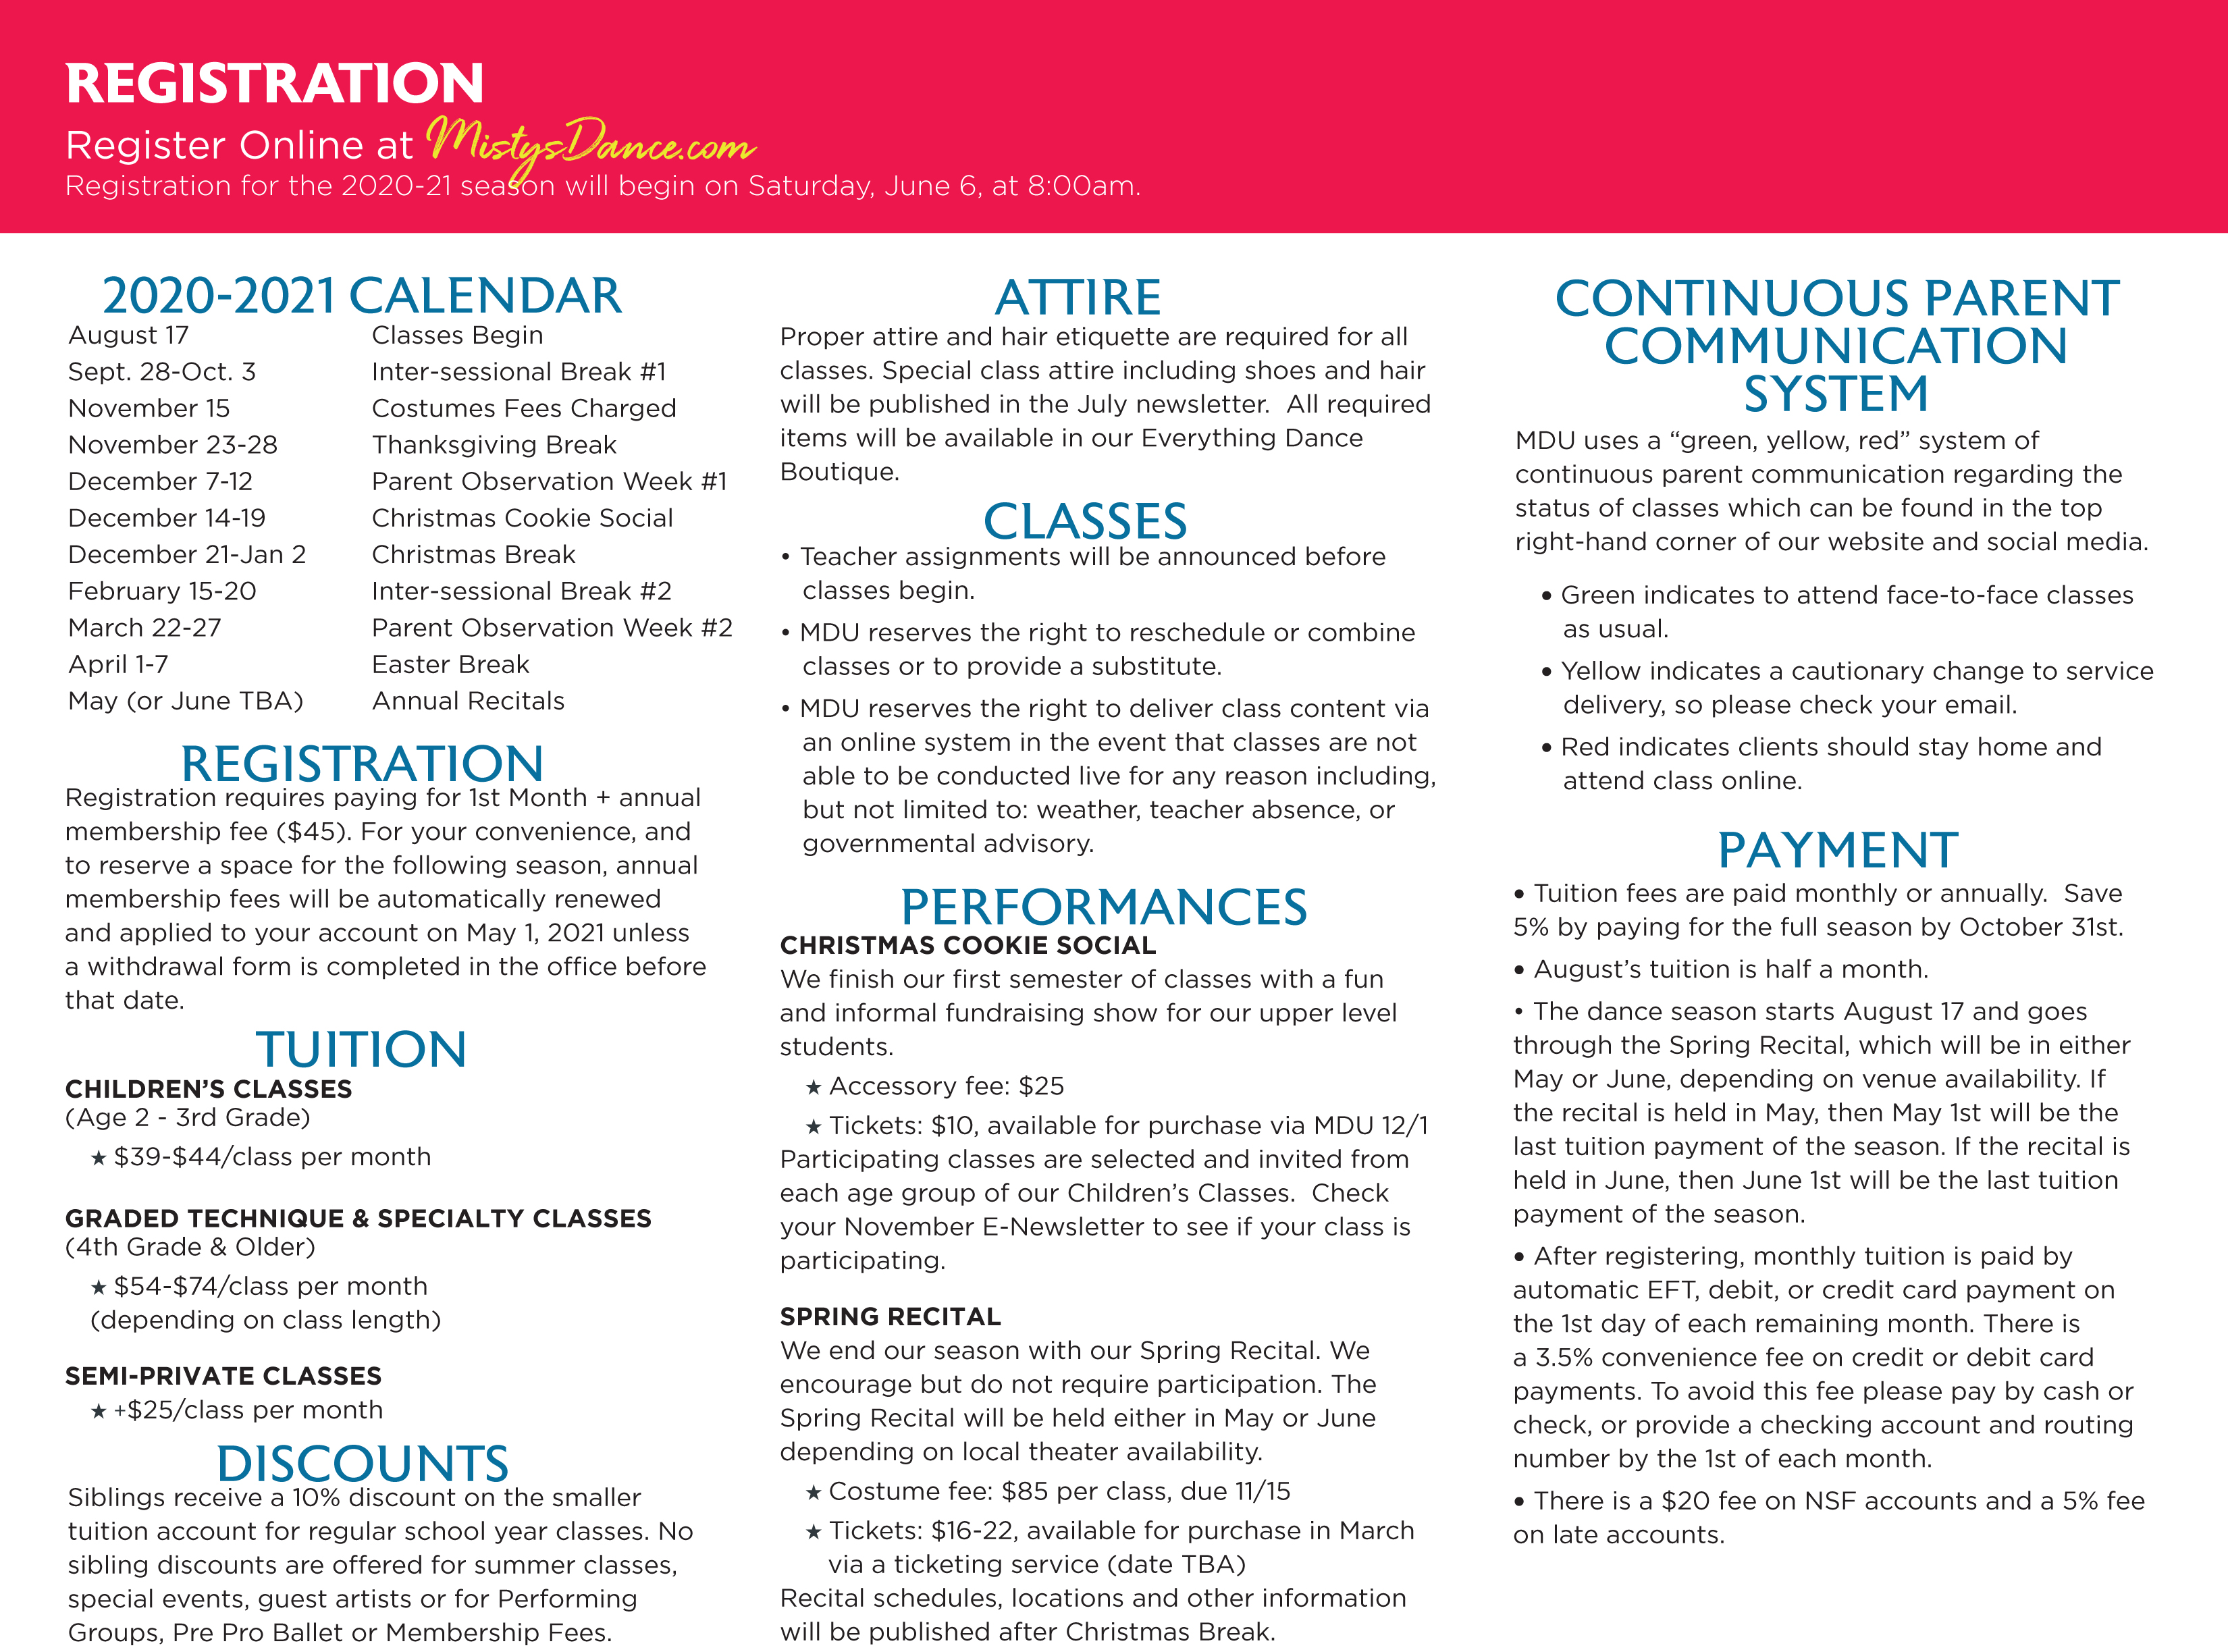 REGISTRATION
Register Online at MistysDance.com
Registration for the 2020-21 season will begin on Saturday, June 6, at 8:00am.
2020-2021 CALENDAR
August 17 Classes Begin
Sept. 28-Oct. 3 Inter-sessional Break #1
November 15 Costumes Fees Charged
November 23-28 Thanksgiving Break
December 7-12 Parent Observation Week #1
December 14-19 Christmas Cookie Social
December 21-Jan 2 Christmas Break
February 15-20 Inter-sessional Break #2
March 22-27 Parent Observation Week #2
April 1-7 Easter Break
May (or June TBA) Annual Recitals
REGISTRATION
Registration requires paying for 1st Month + annual
membership fee ($45). For your convenience, and
to reserve a space for the following season, annual
membership fees will be automatically renewed
and applied to your account on May 1, 2021 unless
a withdrawal form is completed in the office before
that date.
TUITION
CHILDREN'S CLASSES
(Age 2 - 3rd Grade)
★ $39-$44/class per month
GRADED TECHNIQUE & SPECIALTY CLASSES
(4th Grade & Older)
★ $54-$74/class per month
(depending on class length)
SEMI-PRIVATE CLASSES
★ +$25/class per month
DISCOUNTS
Siblings receive a 10% discount on the smaller
tuition account for regular school year classes. No
sibling discounts are offered for summer classes,
special events, guest artists or for Performing
Groups, Pre Pro Ballet or Membership Fees.
ATTIRE
Proper attire and hair etiquette are required for all
classes. Special class attire including shoes and hair
will be published in the July newsletter. All required
items will be available in our Everything Dance
Boutique.
CLASSES
• Teacher assignments will be announced before
classes begin.
• MDU reserves the right to reschedule or combine
classes or to provide a substitute.
• MDU reserves the right to deliver class content via
an online system in the event that classes are not
able to be conducted live for any reason including,
but not limited to: weather, teacher absence, or
governmental advisory.
PERFORMANCES
CHRISTMAS COOKIE SOCIAL
We finish our first semester of classes with a fun
and informal fundraising show for our upper level
students.
★ Accessory fee: $25
★ Tickets: $10, available for purchase via MDU 12/1
Participating classes are selected and invited from
each age group of our Children's Classes. Check
your November E-Newsletter to see if your class is
participating.
SPRING RECITAL
We end our season with our Spring Recital. We
encourage but do not require participation. The
Spring Recital will be held either in May or June
depending on local theater availability.
★ Costume fee: $85 per class, due 11/15
★ Tickets: $16-22, available for purchase in March
via a ticketing service (date TBA)
Recital schedules, locations and other information
will be published after Christmas Break.
CONTINUOUS PARENT
COMMUNICATION
SYSTEM
MDU uses a “green, yellow, red” system of
continuous parent communication regarding the
status of classes which can be found in the top
right-hand corner of our website and social media.
• Green indicates to attend face-to-face classes
as usual.
• Yellow indicates a cautionary change to service
delivery, so please check your email.
• Red indicates clients should stay home and
attend class online.
PAYMENT
• Tuition fees are paid monthly or annually. Save
5% by paying for the full season by October 31st.
• August's tuition is half a month.
• The dance season starts August 17 and goes
through the Spring Recital, which will be in either
May or June, depending on venue availability. If
the recital is held in May, then May 1st will be the
last tuition payment of the season. If the recital is
held in June, then June 1st will be the last tuition
payment of the season.
• After registering, monthly tuition is paid by
automatic EFT, debit, or credit card payment on
the 1st day of each remaining month. There is
a 3.5% convenience fee on credit or debit card
payments. To avoid this fee please pay by cash or
check, or provide a checking account and routing
number by the 1st of each month.
• There is a $20 fee on NSF accounts and a 5% fee
on late accounts.